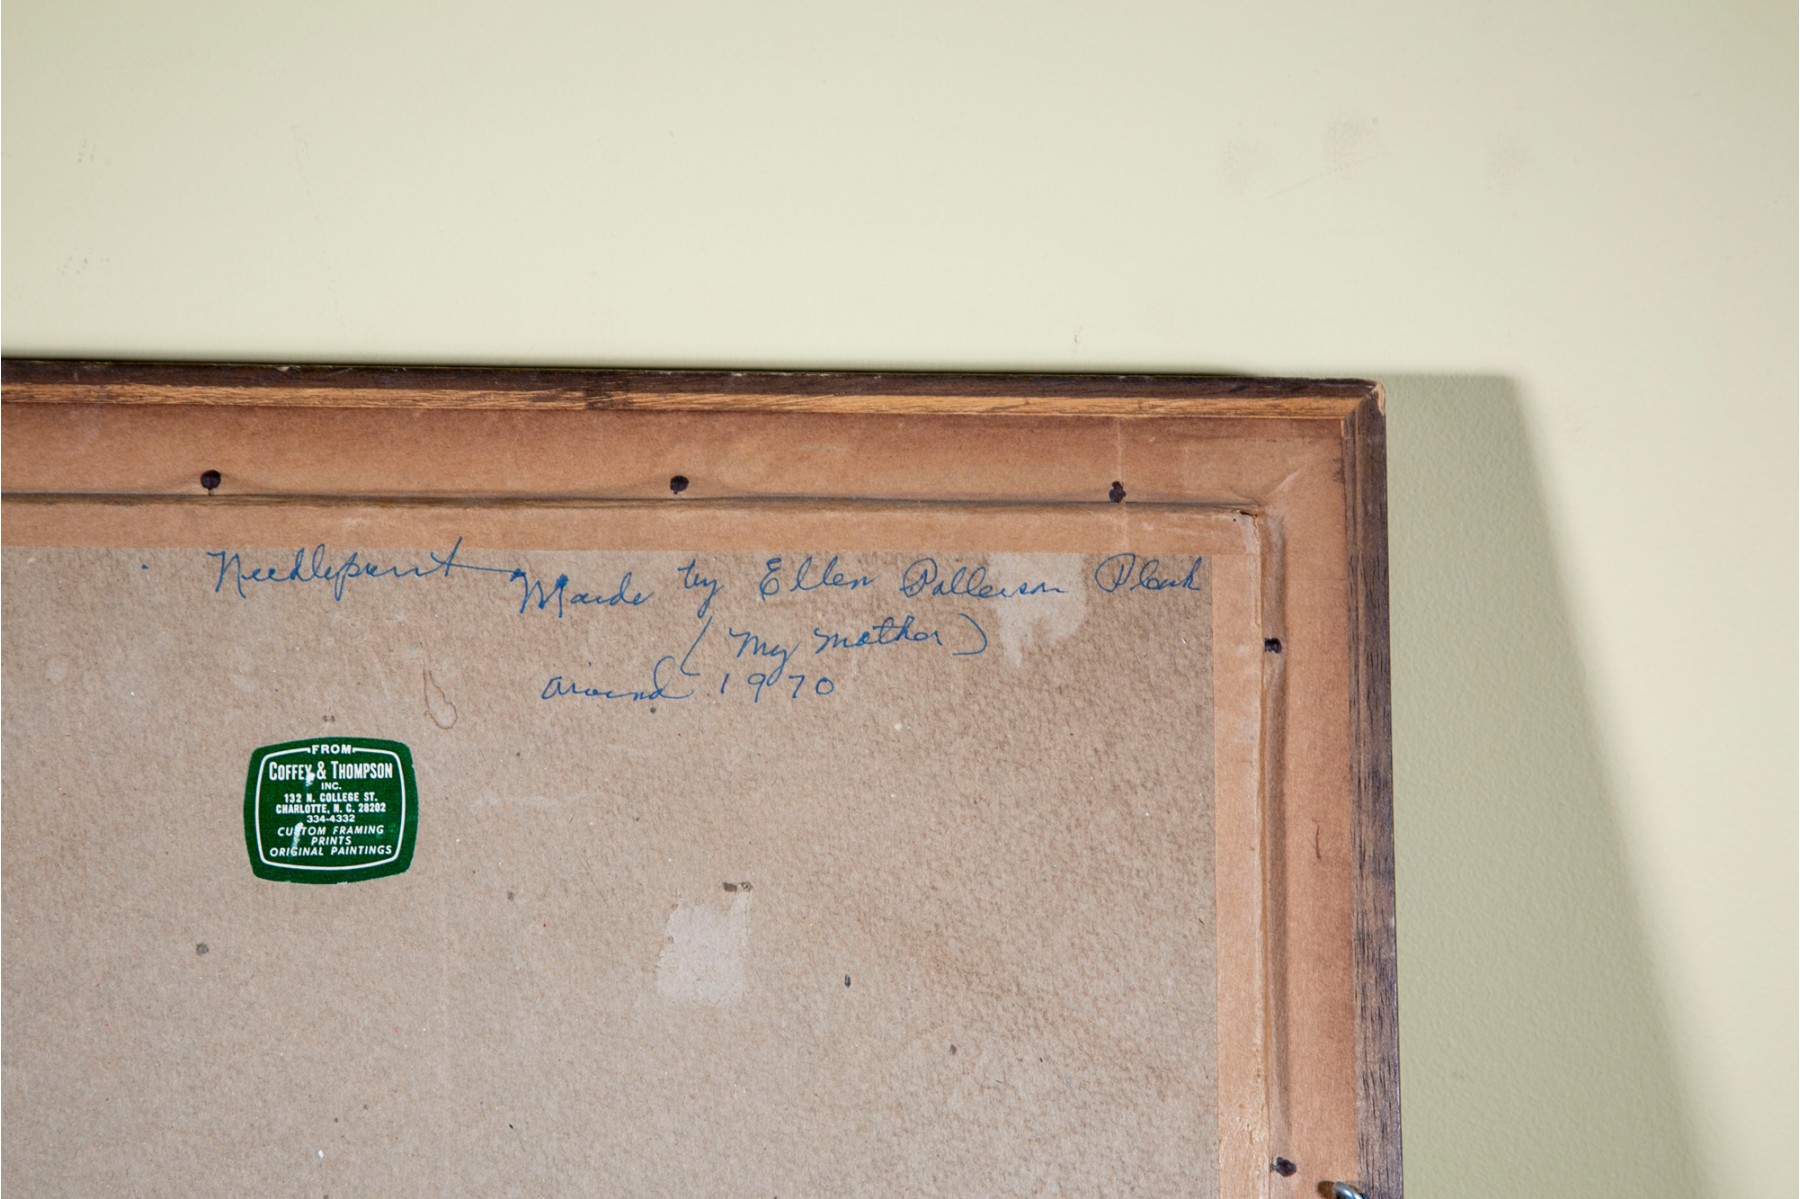 Needlepoint Made by Ellen Patterson
(My Mother)
around 1970
FROM
COFFEY & THOMPSON
INC.
132 N. COLLEGE ST.
CHARLOTTE, N. C. 28202
334-4332
CUSTOM FRAMING
PRINTS
ORIGINAL PAINTINGS